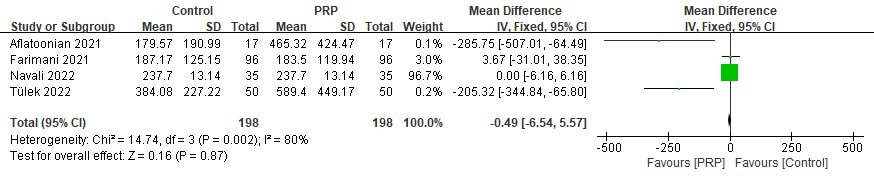 Control PRP Mean Difference Mean Difference
Study or Subgroup Mean SD Total Mean SD Total Weight IV, Fixed, 95% CI IV, Fixed, 95% CI
Aflatoonian 2021 179.57 190.99 17 465.32 424.47 17 0.1% -285.75 [-507.01, -64.49]
Farimani 2021 187.17 125.15 96 183.5 119.94 96 3.0% 3.67 [-31.01, 38.35]
Navali 2022 237.7 13.14 35 237.7 13.14 35 96.7% 0.00 [-6.16, 6.16]
Tülek 2022 384.08 227.22 50 589.4 449.17 50 0.2% -205.32 [-344.84, -65.80]
Total (95% CI) 198 198 100.0% -0.49 [-6.54, 5.57]
Heterogeneity: Chi² = 14.74, df = 3 (P = 0.002); I² = 80%
Test for overall effect: Z = 0.16 (P = 0.87)
-500 -250 0 250 500
Favours [PRP] Favours [Control]